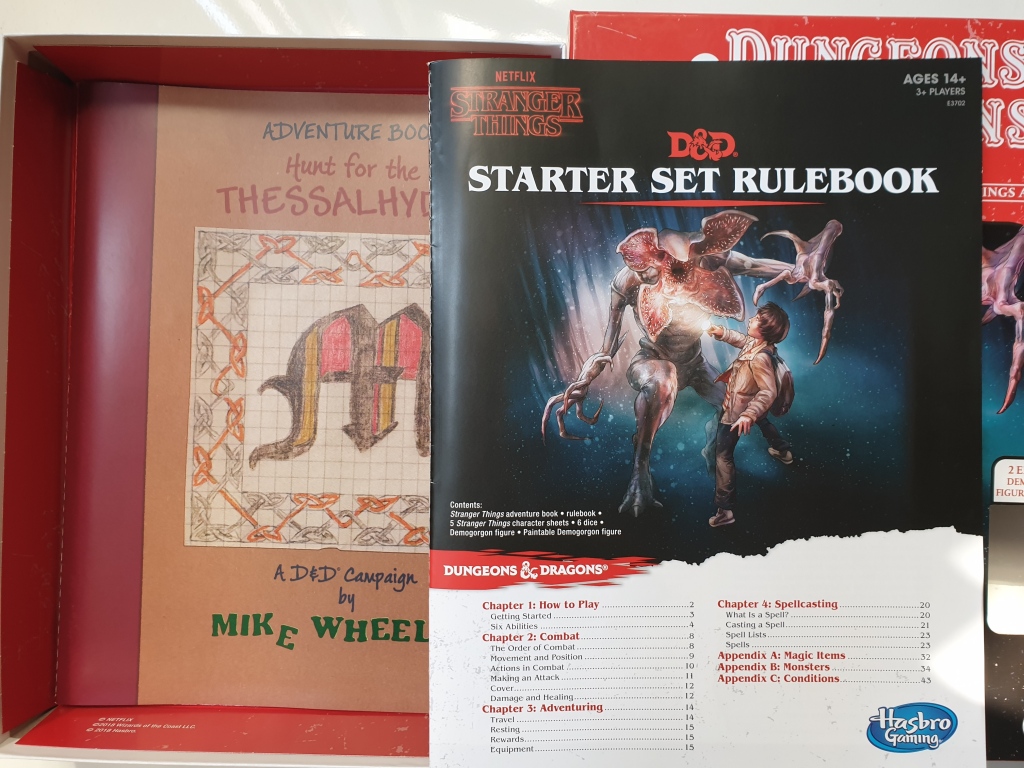 ADVENTURE BOO
Hunt for the
THESSALHYD
A D&D® Campaign
by
MIKE WHEEL
© NETFLIX
©2018 Wizards of the Coast LLC.
© 2018 Hasbro.
NETFLIX
STRANGER
THINGS
AGES 14+
3+ PLAYERS
E3702
D&D®
STARTER SET RULEBOOK
Contents:
Stranger Things adventure book • rulebook •
5 Stranger Things character sheets • 6 dice •
Demogorgon figure • Paintable Demogorgon figure
DUNGEONS & DRAGONS®
Chapter 1: How to Play 2
Getting Started 3
Six Abilities 4
Chapter 2: Combat 8
The Order of Combat 8
Movement and Position 9
Actions in Combat 10
Making an Attack 11
Cover 12
Damage and Healing 12
Chapter 3: Adventuring 14
Travel 14
Resting 15
Rewards 15
Equipment 15
Chapter 4: Spellcasting 20
What Is a Spell? 20
Casting a Spell 21
Spell Lists 23
Spells 23
Appendix A: Magic Items 32
Appendix B: Monsters 34
Appendix C: Conditions 43
Hasbro
Gaming
DUNGEONS
ONS
INGS A
2 E
DEM
FIGUR